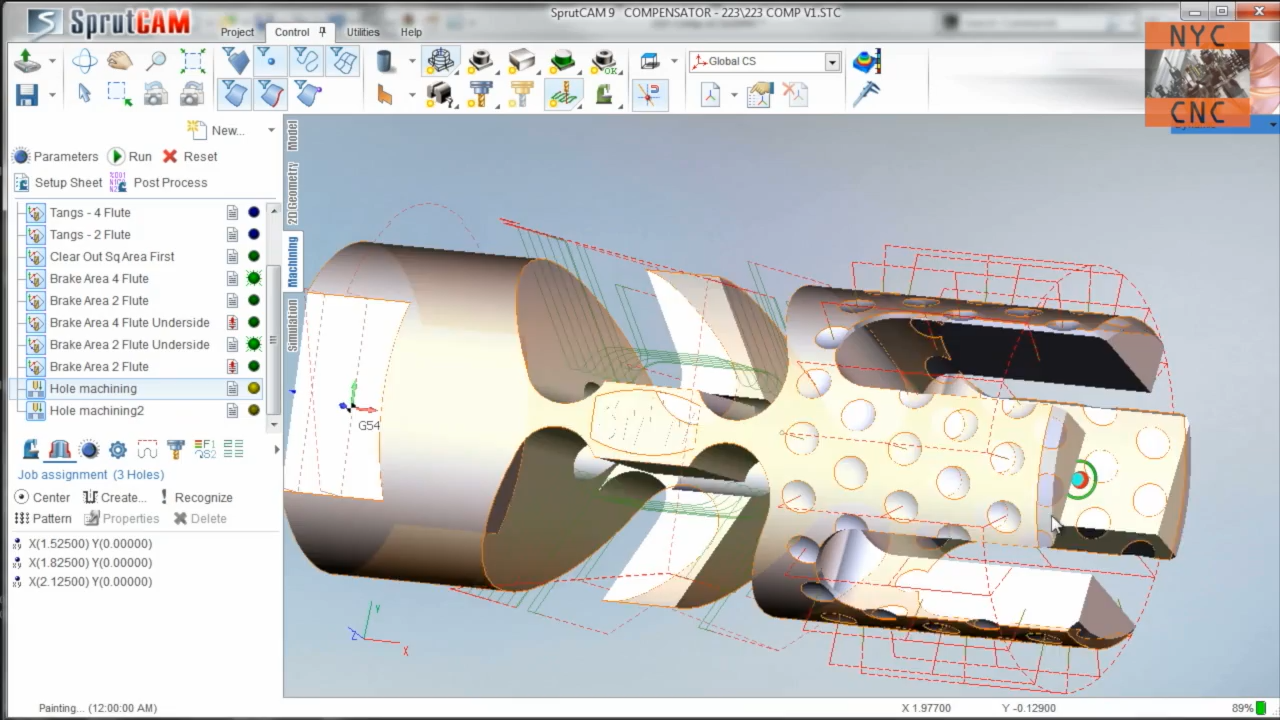 SprutCAM
SprutCAM 9 COMPENSATOR - 223\223 COMP V1.STC
NYC
CNC
Project
Control
Utilities
Help
Global CS
OK
New...
Parameters
Run
Reset
Setup Sheet
Post Process
Tangs - 4 Flute
Tangs - 2 Flute
Clear Out Sq Area First
Brake Area 4 Flute
Brake Area 2 Flute
Brake Area 4 Flute Underside
Brake Area 2 Flute Underside
Brake Area 2 Flute
Hole machining
Hole machining2
Model
2D Geometry
Machining
Simulation
Job assignment (3 Holes)
Center
Create...
Recognize
Pattern
Properties
Delete
X(1.52500) Y(0.00000)
X(1.82500) Y(0.00000)
X(2.12500) Y(0.00000)
G54
Y
Z
X
Painting... (12:00:00 AM)
X 1.97700
Y -0.12900
89%